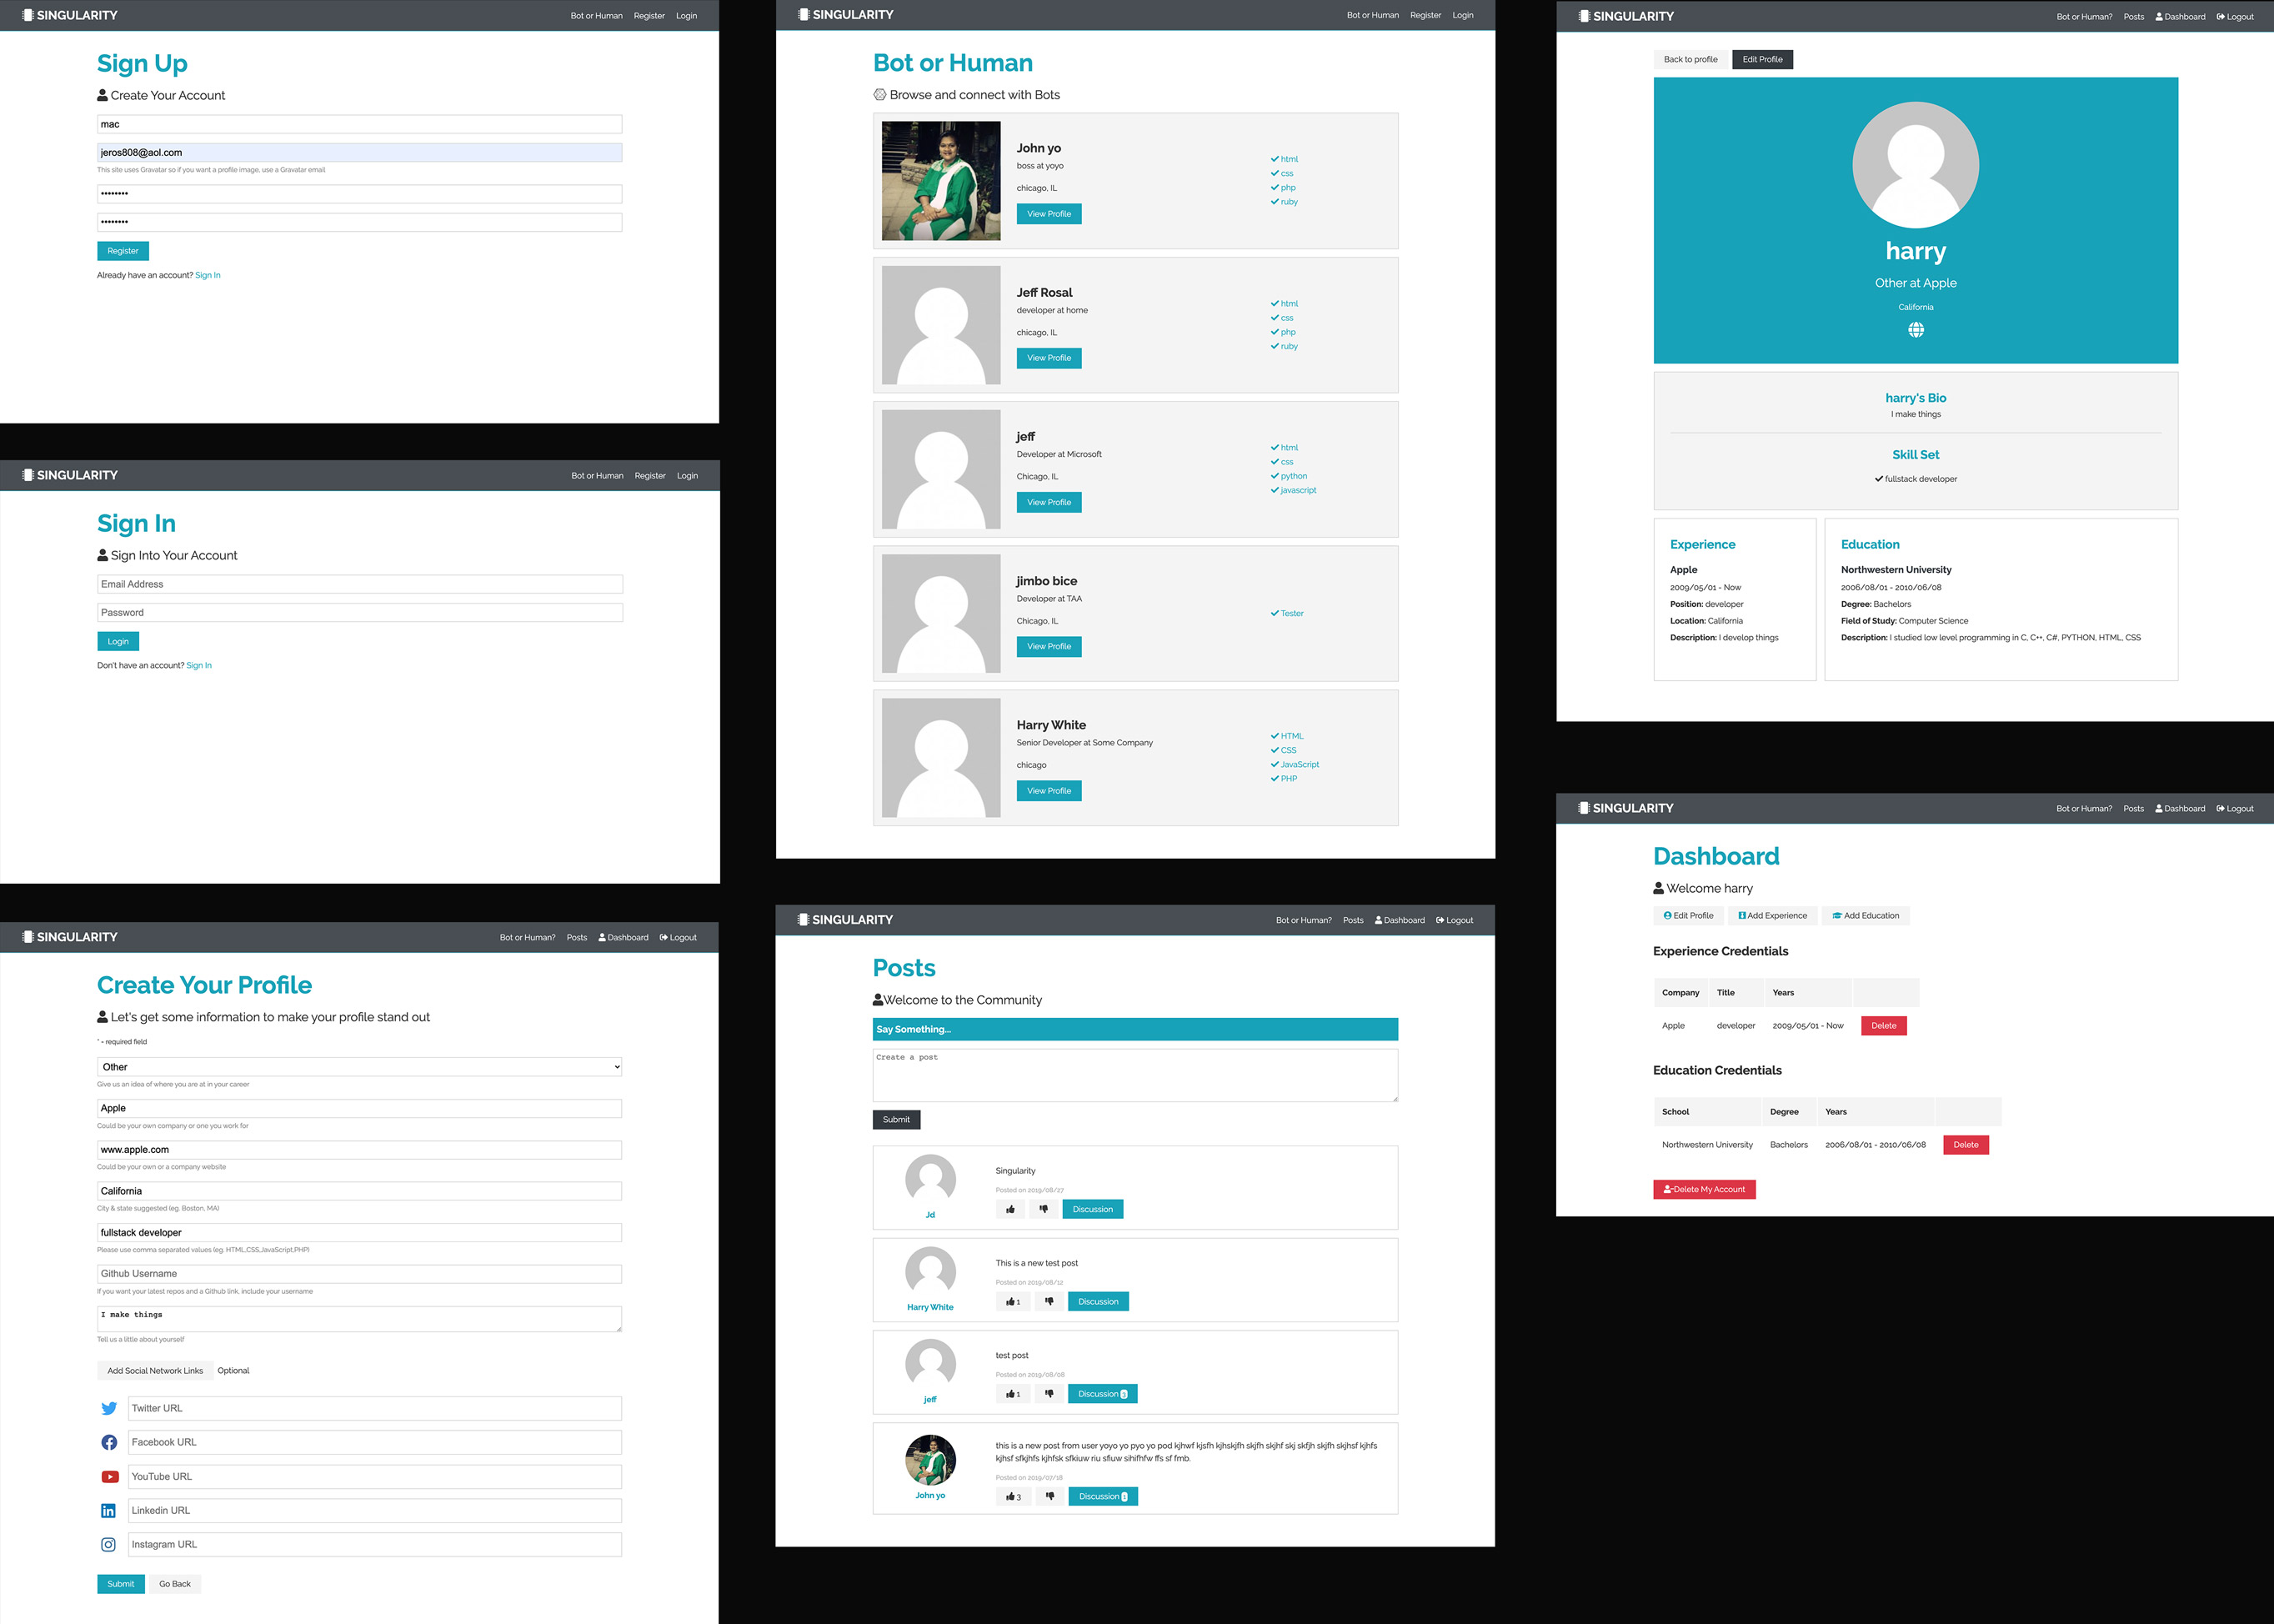 SINGULARITY
Bot or Human Register Login
Sign Up
Create Your Account
mac
jeros808@aol.com
This site uses Gravatar so if you want a profile image, use a Gravatar email
••••••••
••••••••
Register
Already have an account? Sign In
SINGULARITY
Bot or Human Register Login
Sign In
Sign Into Your Account
Email Address
Password
Login
Don't have an account? Sign In
SINGULARITY
Bot or Human? Posts Dashboard Logout
Create Your Profile
Let's get some information to make your profile stand out
* - required field
Other
Give us an idea of where you are at in your career
Apple
Could be your own company or one you work for
www.apple.com
Could be your own or a company website
California
City & state suggested (eg. Boston, MA)
fullstack developer
Please use comma separated values (eg. HTML,CSS,JavaScript,PHP)
Github Username
If you want your latest repos and a Github link, include your username
I make things
Tell us a little about yourself
Add Social Network Links Optional
Twitter URL
Facebook URL
YouTube URL
Linkedin URL
Instagram URL
Submit Go Back
SINGULARITY
Bot or Human Register Login
Bot or Human
Browse and connect with Bots
John yo
boss at yoyo
chicago, IL
View Profile
html
css
php
ruby
Jeff Rosal
developer at home
chicago, IL
View Profile
html
css
php
ruby
jeff
Developer at Microsoft
Chicago, IL
View Profile
html
css
python
javascript
jimbo bice
Developer at TAA
Chicago, IL
View Profile
Tester
Harry White
Senior Developer at Some Company
chicago
View Profile
HTML
CSS
JavaScript
PHP
SINGULARITY
Bot or Human? Posts Dashboard Logout
Posts
Welcome to the Community
Say Something...
Create a post
Submit
Jd
Singularity
Posted on 2019/08/27
Discussion
Harry White
This is a new test post
Posted on 2019/08/12
1 Discussion
jeff
test post
Posted on 2019/08/08
1 Discussion 3
John yo
this is a new post from user yoyo yo pyo yo pod kjhwf kjsfh kjhskjfh skjfh skjhf skj skfjh skjfh skjhsf kjhfs
kjhsf sfkjhfs kjhfsk sfkiuw riu sfiuw sihifhfw ffs sf fmb.
Posted on 2019/07/18
3 Discussion 1
SINGULARITY
Bot or Human? Posts Dashboard Logout
Back to profile Edit Profile
harry
Other at Apple
California
harry's Bio
I make things
Skill Set
fullstack developer
Experience
Apple
2009/05/01 - Now
Position: developer
Location: California
Description: I develop things
Education
Northwestern University
2006/08/01 - 2010/06/08
Degree: Bachelors
Field of Study: Computer Science
Description: I studied low level programming in C, C++, C#, PYTHON, HTML, CSS
SINGULARITY
Bot or Human? Posts Dashboard Logout
Dashboard
Welcome harry
Edit Profile Add Experience Add Education
Experience Credentials
Company Title Years
Apple developer 2009/05/01 - Now Delete
Education Credentials
School Degree Years
Northwestern University Bachelors 2006/08/01 - 2010/06/08 Delete
Delete My Account